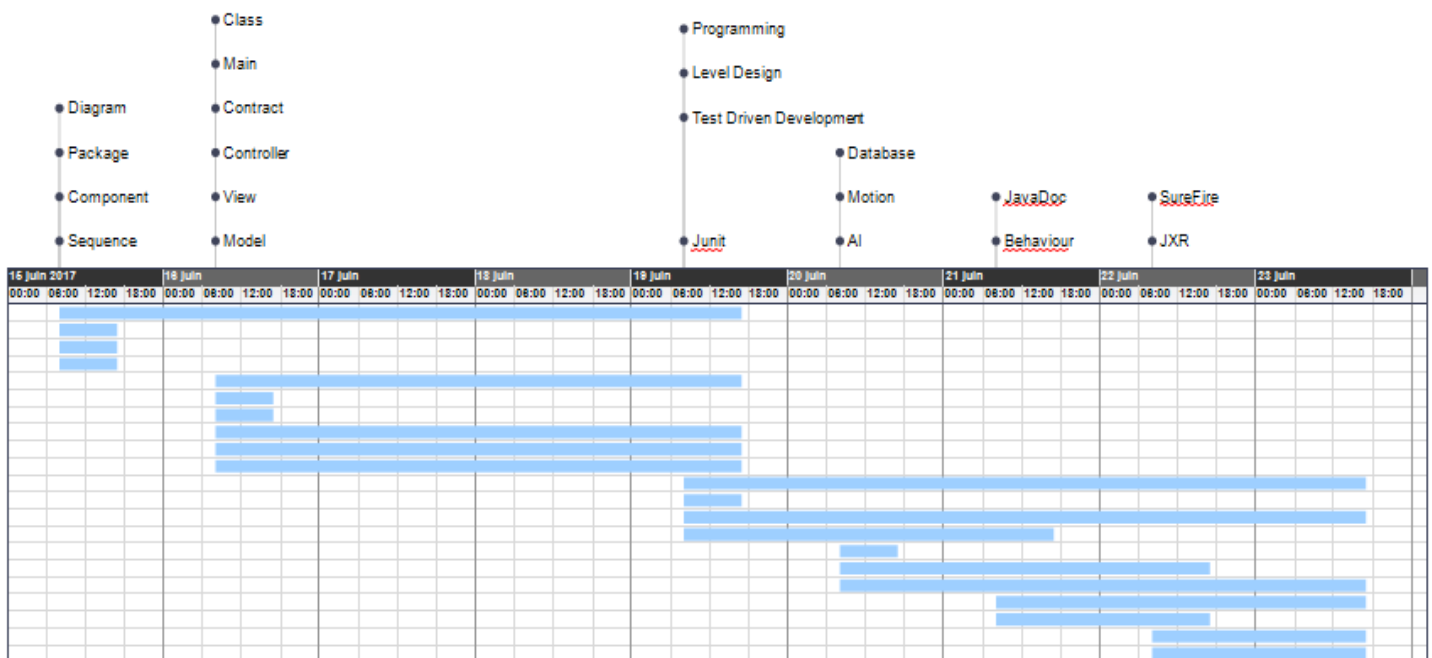 Class
Programming
Main
Level Design
Diagram
Contract
Test Driven Development
Package
Controller
Database
Component
View
Motion
JavaDoc
SureFire
Sequence
Model
Junit
AI
Behaviour
JXR
15 juin 2017 16 juin 17 juin 18 juin 19 juin 20 juin 21 juin 22 juin 23 juin
00:00 06:00 12:00 18:00 00:00 06:00 12:00 18:00 00:00 06:00 12:00 18:00 00:00 06:00 12:00 18:00 00:00 06:00 12:00 18:00 00:00 06:00 12:00 18:00 00:00 06:00 12:00 18:00 00:00 06:00 12:00 18:00 00:00 06:00 12:00 18:00